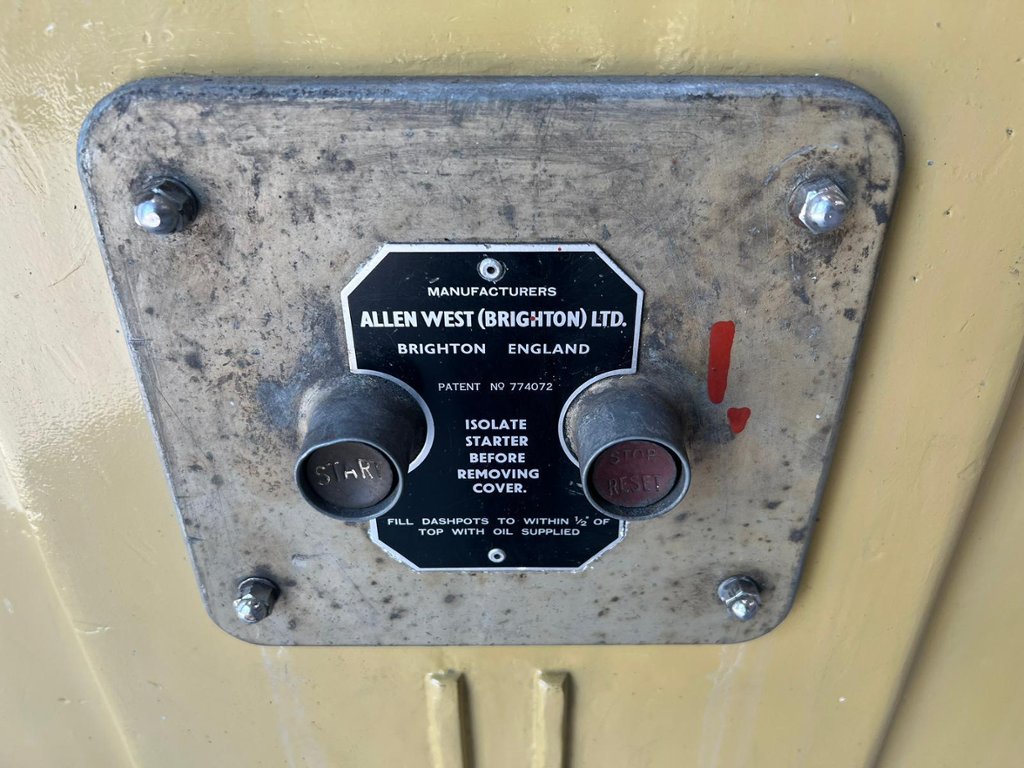 MANUFACTURERS
ALLEN WEST (BRIGHTON) LTD.
BRIGHTON ENGLAND
PATENT Nº 774072
ISOLATE
STARTER
BEFORE
REMOVING
COVER.
START
STOP
RESET
FILL DASHPOTS TO WITHIN ½" OF
TOP WITH OIL SUPPLIED